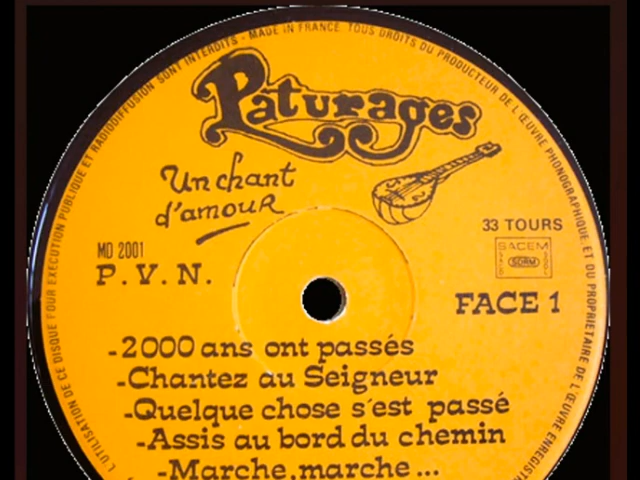 L'UTILISATION DE CE DISQUE POUR EXECUTION PUBLIQUE ET RADIODIFFUSION SONT INTERDITS - MADE IN FRANCE TOUS DROITS DU PRODUCTEUR DE L'ŒUVRE PHONOGRAPHIQUE ET DU PROPRIETAIRE DE L'ŒUVRE ENREGIST
Paturages
Un chant
d'amour
33 TOURS
MD 2001
SACEM
SDRM
P.V.N.
FACE 1
-2000 ans ont passés
-Chantez au Seigneur
-Quelque chose s'est passé
-Assis au bord du chemin
-Marche, marche...